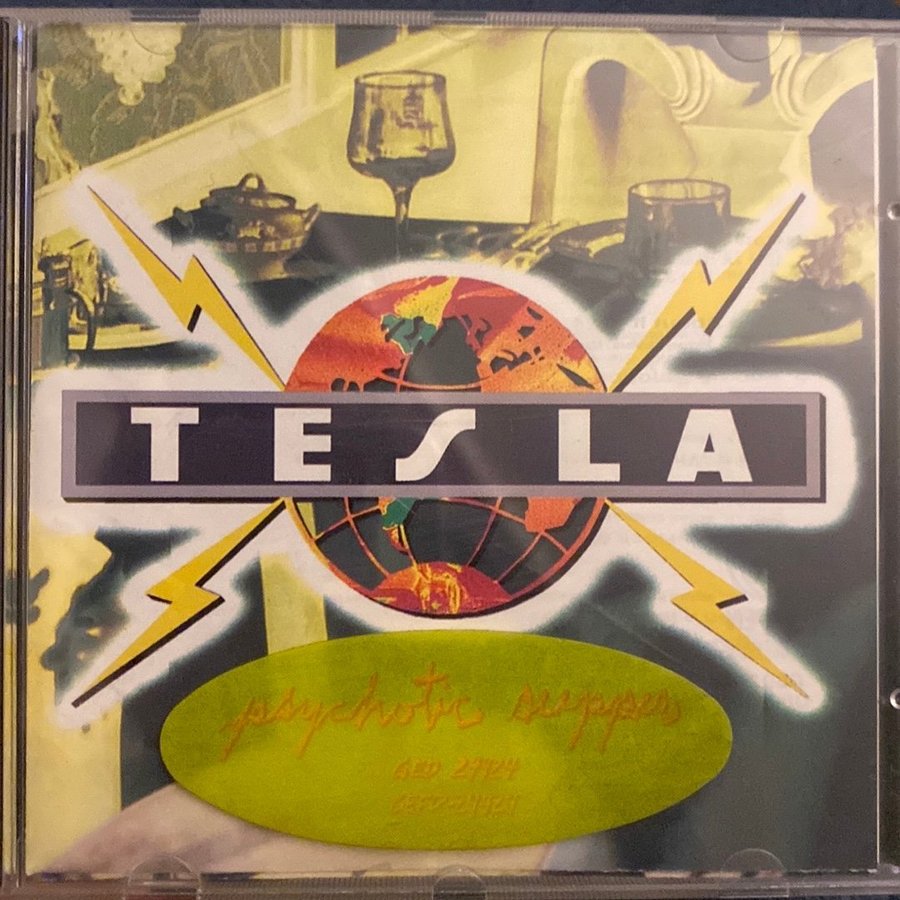 TESLA
psychotic supper
GED 24424